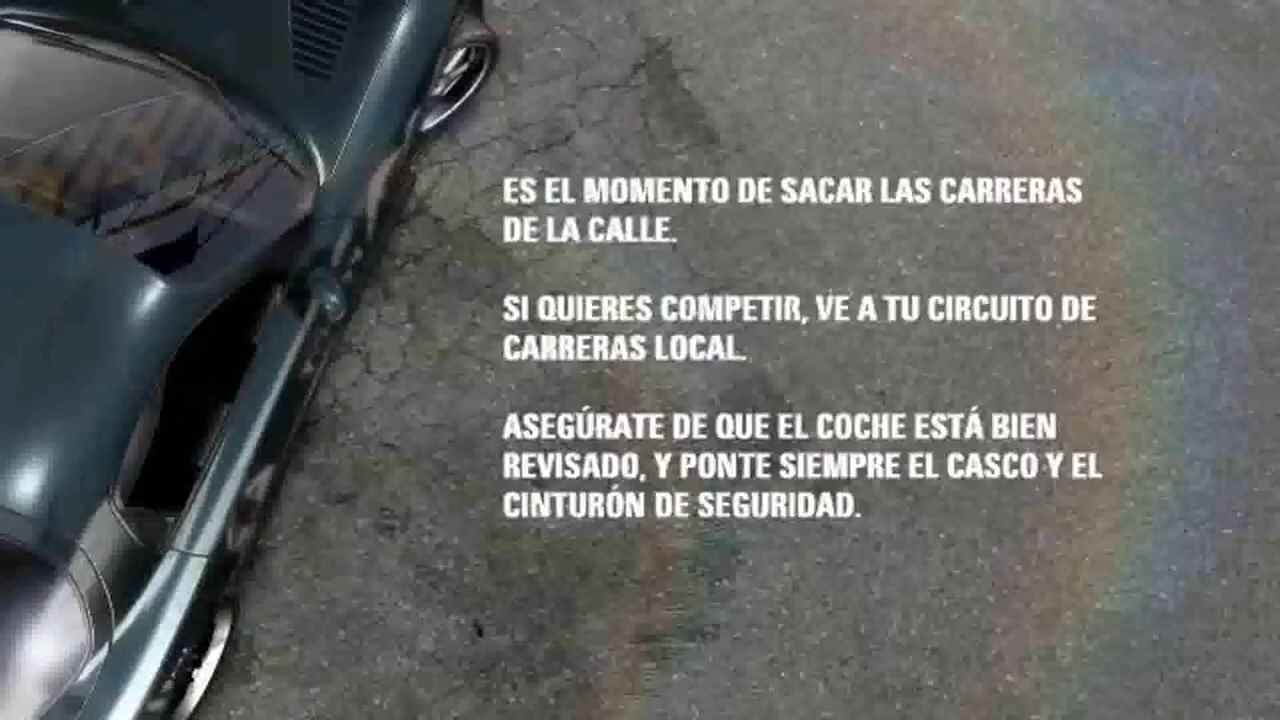 ES EL MOMENTO DE SACAR LAS CARRERAS
DE LA CALLE.
SI QUIERES COMPETIR, VE A TU CIRCUITO DE
CARRERAS LOCAL.
ASEGÚRATE DE QUE EL COCHE ESTÁ BIEN
REVISADO, Y PONTE SIEMPRE EL CASCO Y EL
CINTURÓN DE SEGURIDAD.